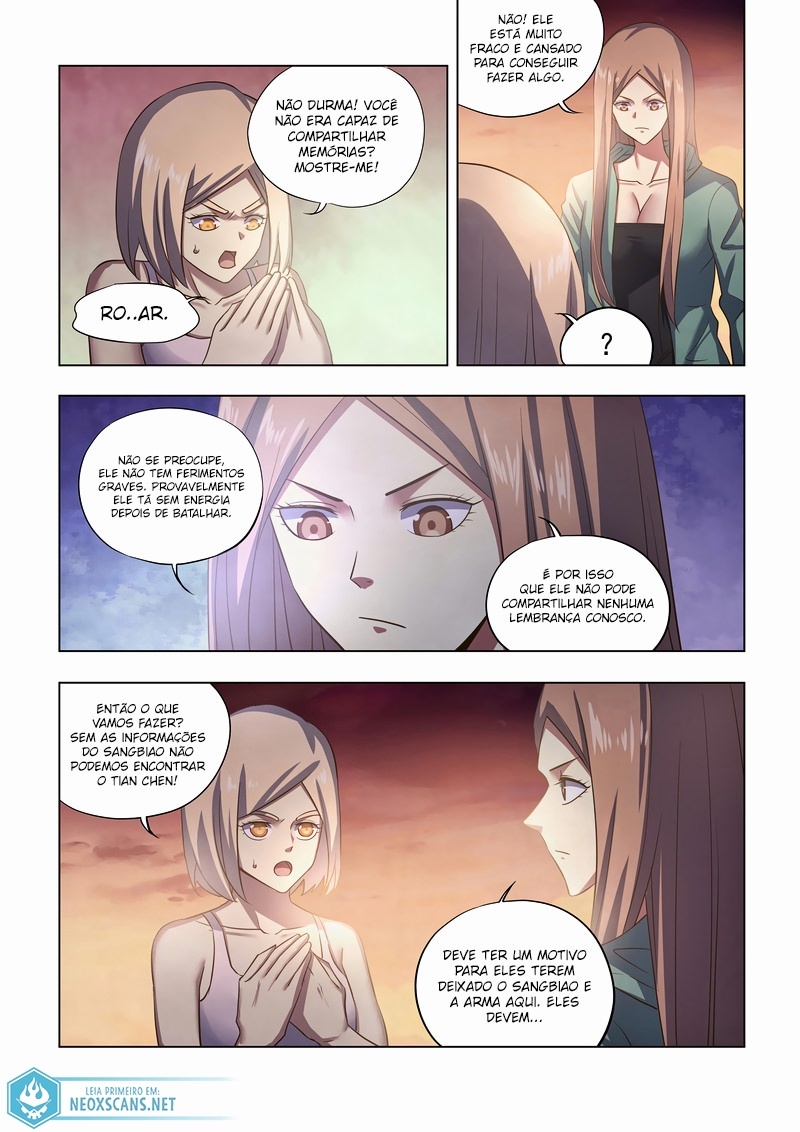 NÃO DURMA! VOCÊ
NÃO ERA CAPAZ DE
COMPARTILHAR
MEMÓRIAS?
MOSTRE-ME!
RO..AR.
NÃO! ELE
ESTÁ MUITO
FRACO E CANSADO
PARA CONSEGUIR
FAZER ALGO.
?
NÃO SE PREOCUPE,
ELE NÃO TEM FERIMENTOS
GRAVES. PROVAVELMENTE
ELE TÁ SEM ENERGIA
DEPOIS DE BATALHAR.
É POR ISSO
QUE ELE NÃO PODE
COMPARTILHAR NENHUMA
LEMBRANÇA CONOSCO.
ENTÃO O QUE
VAMOS FAZER?
SEM AS INFORMAÇÕES
DO SANGBIAO NÃO
PODEMOS ENCONTRAR
O TIAN CHEN!
DEVE TER UM MOTIVO
PARA ELES TEREM
DEIXADO O SANGBIAO E
A ARMA AQUI. ELES
DEVEM...
LEIA PRIMEIRO EM:
NEOXSCANS.NET